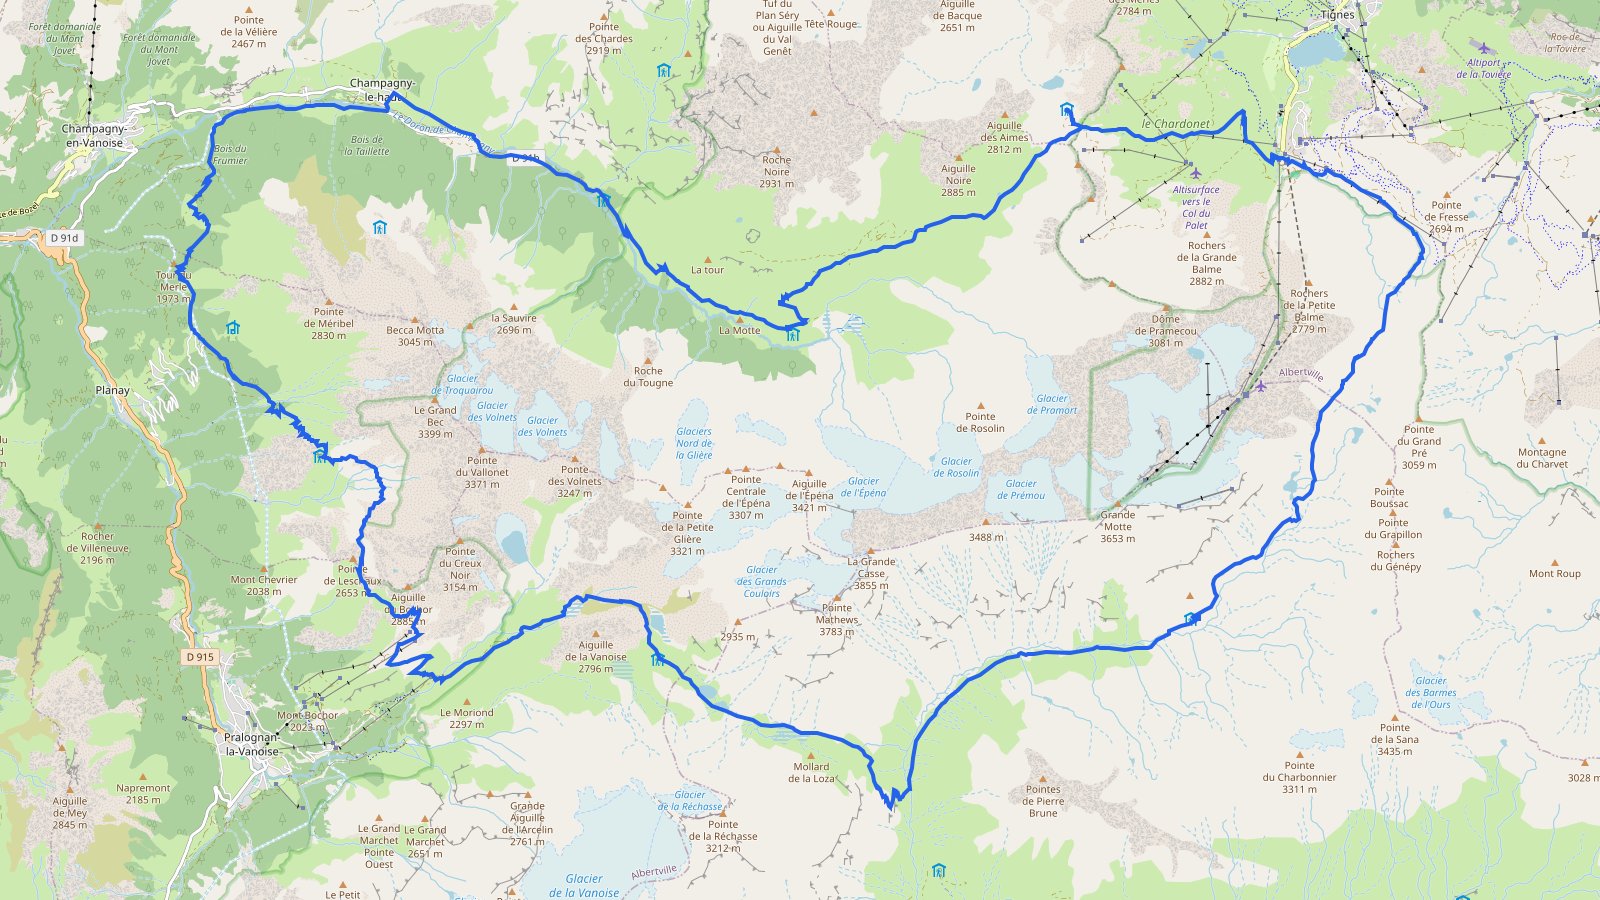 Forêt domaniale
du Mont
Jovet
Forêt domaniale
du Mont
Jovet
Pointe
de la Vélière
2467 m
Pointe
des Chardes
2919 m
Tuf du
Plan Séry
ou Aiguille
du Val
Genêt
Tête Rouge
Aiguille
de Bacque
2651 m
2784 m
Tignes
Roc de
la Tovière
Altiport
de la Tovière
Champagny-
le-haut
Champagny-
en-Vanoise
Le Doron de
Bois de
la Taillette
Bois du
Frumier
D 91b
Roche
Noire
2931 m
Aiguille
des Aimes
2812 m
Aiguille
Noire
2885 m
le Chardonet
Altisurface
vers le
Col du
Palet
Pointe
de Fresse
2694 m
Rochers
de la Grande
Balme
2882 m
Rochers
de la Petite
Balme
2779 m
te de Bozel
D 91d
Tour du
Merle
1973 m
La tour
La Motte
Pointe
de Méribel
2830 m
Becca Motta
3045 m
la Sauvire
2696 m
Dôme
de Pramecou
3081 m
Albertville
Planay
Roche
du Tougne
Glacier
de Troquairou
Glacier
des Volnets
Glacier
des Volnets
Le Grand
Bec
3399 m
Glaciers
Nord de
la Glière
Glacier
de Promort
Pointe
de Rosolin
Glacier
de Rosolin
Glacier
de Prémou
Pointe
du Grand
Pré
3059 m
Montagne
du Charvet
Pointe
du Vallonet
3371 m
Pointe
des Volnets
3247 m
Pointe
Centrale
de l'Épéna
3307 m
Aiguille
de l'Épéna
3421 m
Glacier
de l'Épéna
Pointe
de la Petite
Glière
3321 m
3488 m
Grande
Motte
3653 m
Pointe
Boussac
Pointe
du Grapillon
Rochers
du Génépy
Mont Roup
Rocher
de Villeneuve
2196 m
Mont Chevrier
2038 m
Pointe
de Leschaux
2653 m
Pointe
du Creux
Noir
3154 m
Aiguille
du Bochor
2885 m
Glacier
des Grands
Couloirs
La Grande
Casse
3855 m
Pointe
Mathews
3783 m
2935 m
Aiguille
de la Vanoise
2796 m
D 915
Mont Bochor
2023 m
Pralognan-
la-Vanoise
Le Moriond
2297 m
Mollard
de la Loza
Glacier
des Barmes
de l'Ours
Pointe
de la Sana
3435 m
Pointe
du Charbonnier
3311 m
3028 m
Pointes
de Pierre
Brune
Napremont
2185 m
Aiguille
de Mey
2845 m
Glacier
de la Réchasse
Pointe
de la Réchasse
3212 m
Grande
Aiguille
de l'Arcelin
2761 m
Le Grand
Marchet
Pointe
Ouest
Le Grand
Marchet
2651 m
Albertville
Glacier
de la Vanoise
Le Petit